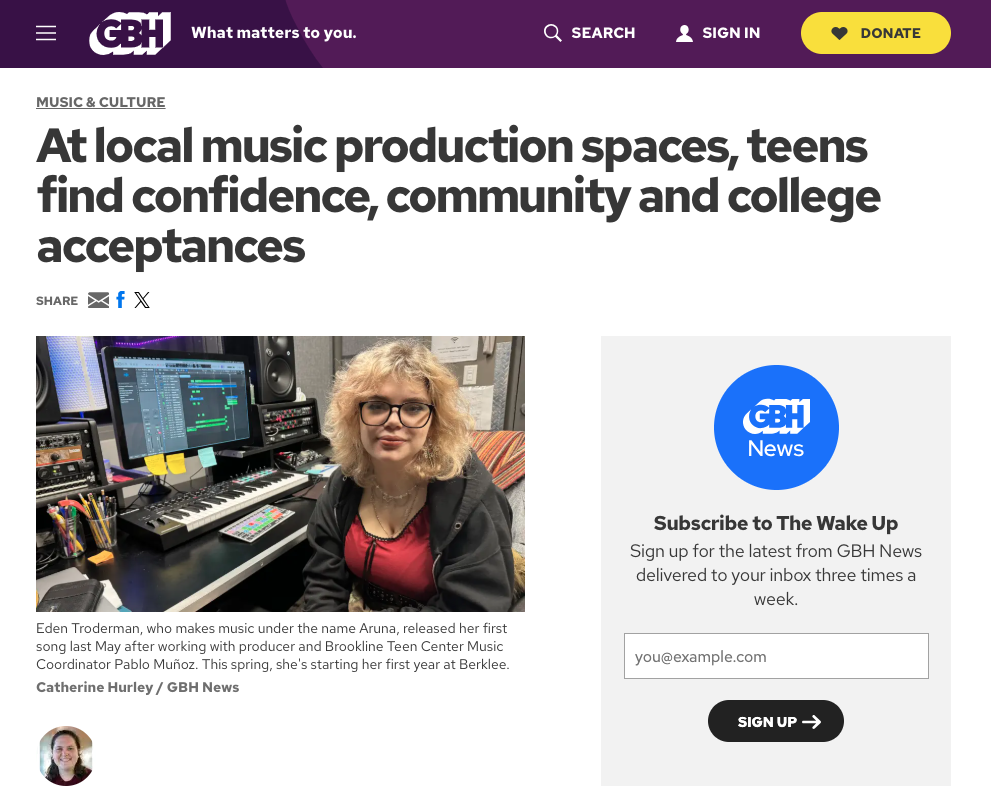 GBH
What matters to you.
SEARCH
SIGN IN
DONATE
MUSIC & CULTURE
At local music production spaces, teens
find confidence, community and college
acceptances
SHARE
Eden Troderman, who makes music under the name Aruna, released her first
song last May after working with producer and Brookline Teen Center Music
Coordinator Pablo Muñoz. This spring, she's starting her first year at Berklee.
Catherine Hurley / GBH News
GBH
News
Subscribe to The Wake Up
Sign up for the latest from GBH News
delivered to your inbox three times a
week.
you@example.com
SIGN UP